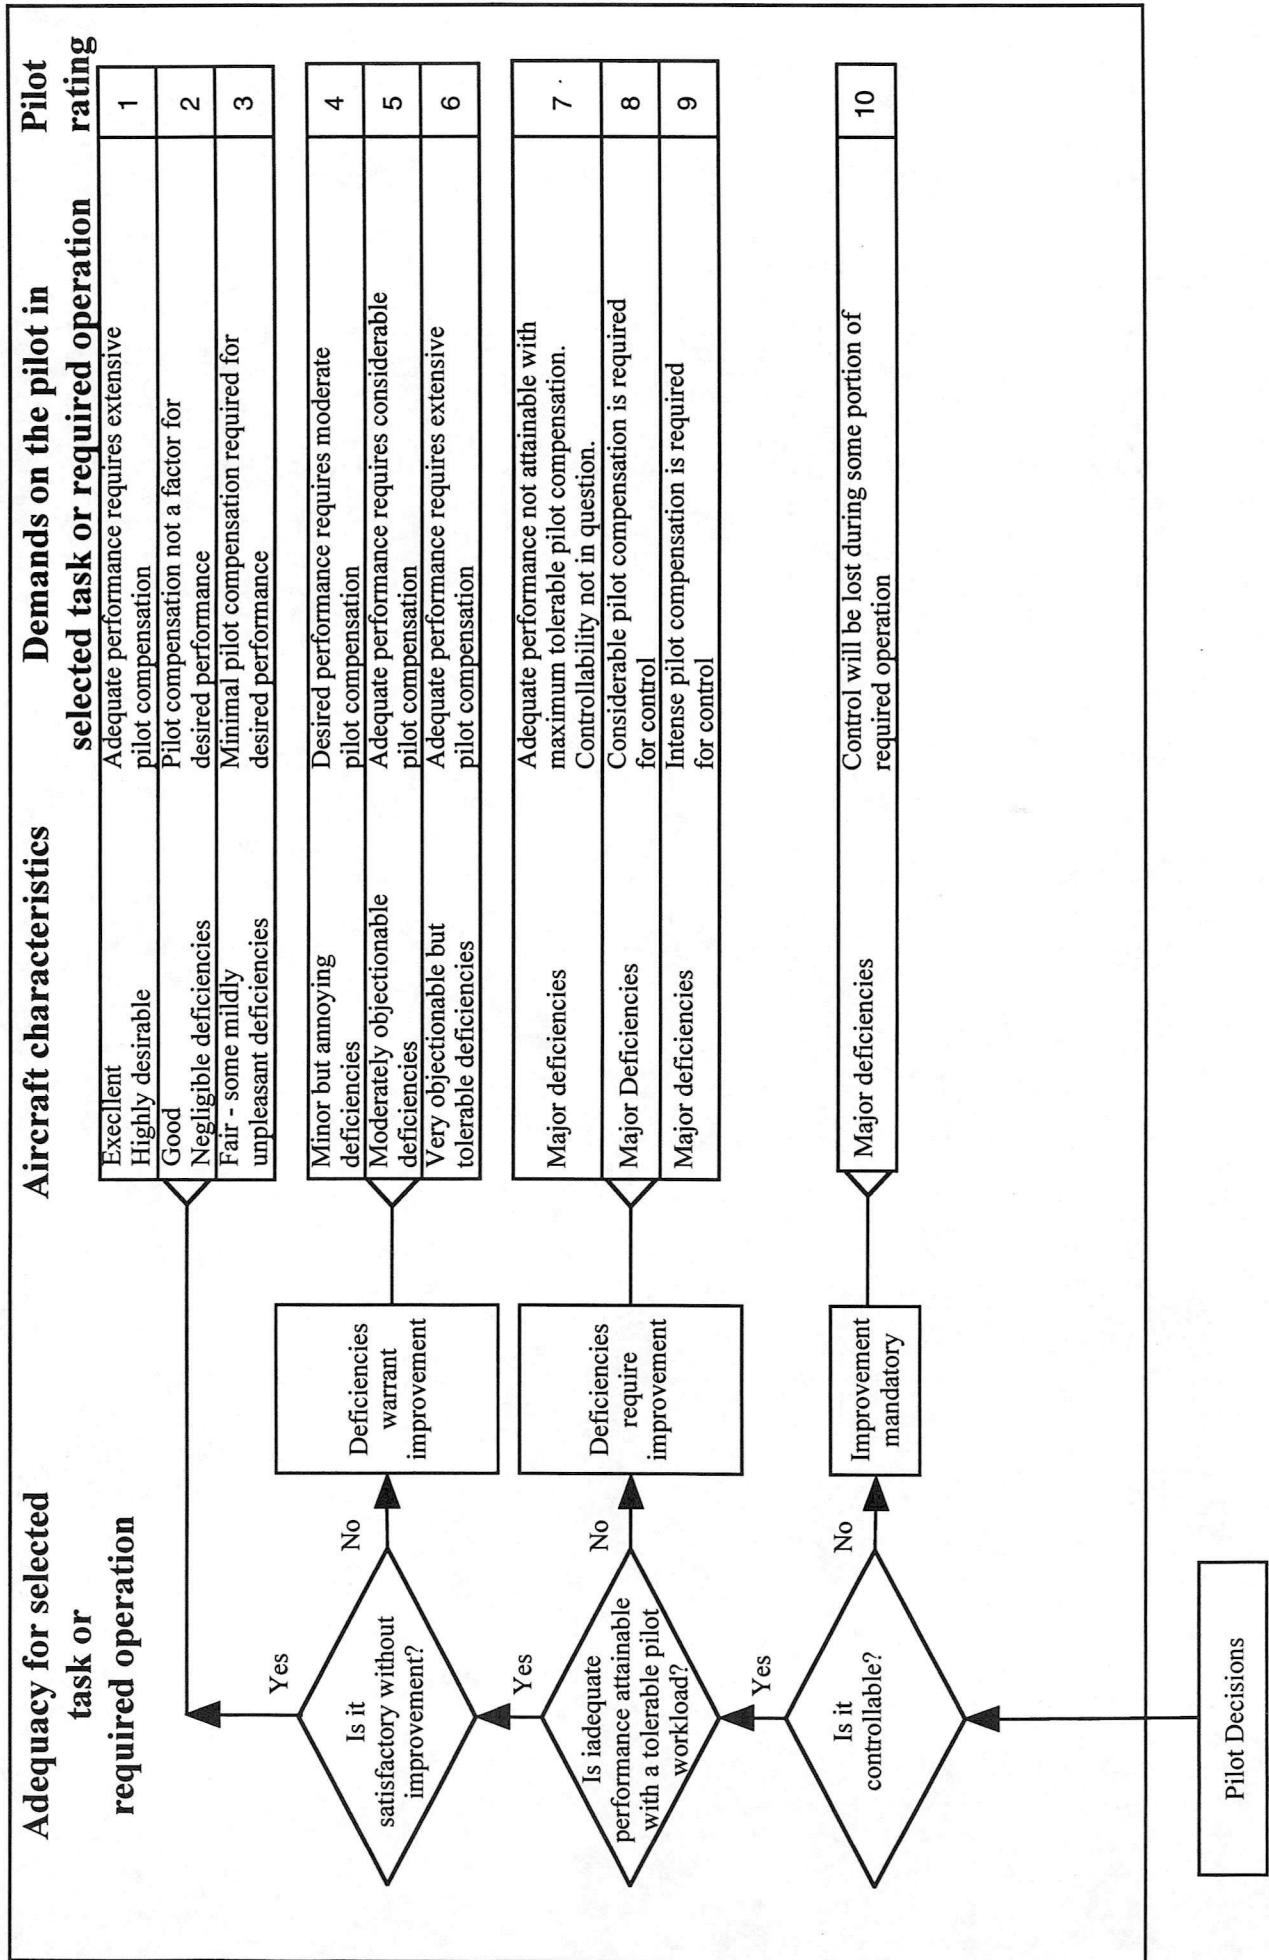 Adequacy for selected
task or
required operation
Aircraft characteristics
Demands on the pilot in
selected task or required operation
Pilot
rating
Execllent
Highly desirable
Adequate performance requires extensive
pilot compensation
1
Good
Negligible deficiencies
Pilot compensation not a factor for
desired performance
2
Fair - some mildly
unpleasant deficiencies
Minimal pilot compensation required for
desired performance
3
Yes
Is it
satisfactory without
improvement?
No
Deficiencies
warrant
improvement
Minor but annoying
deficiencies
Desired performance requires moderate
pilot compensation
4
Moderately objectionable
deficiencies
Adequate performance requires considerable
pilot compensation
5
Very objectionable but
tolerable deficiencies
Adequate performance requires extensive
pilot compensation
6
Yes
Is iadequate
performance attainable
with a tolerable pilot
workload?
No
Deficiencies
require
improvement
Major deficiencies
Adequate performance not attainable with
maximum tolerable pilot compensation.
Controllability not in question.
7
Major Deficiencies
Considerable pilot compensation is required
for control
8
Major deficiencies
Intense pilot compensation is required
for control
9
Yes
Is it
controllable?
No
Improvement
mandatory
Major deficiencies
Control will be lost during some portion of
required operation
10
Pilot Decisions